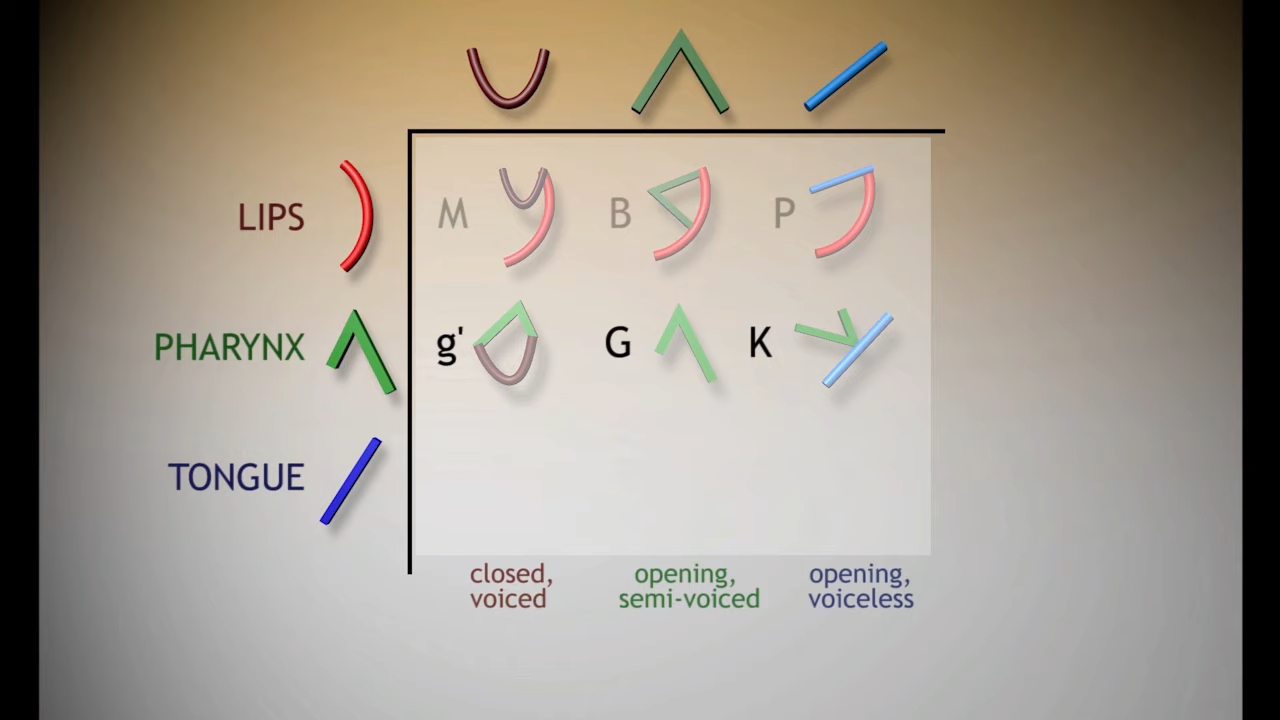 LIPS M B P
PHARYNX g' G K
TONGUE
closed, opening, opening,
voiced semi-voiced voiceless